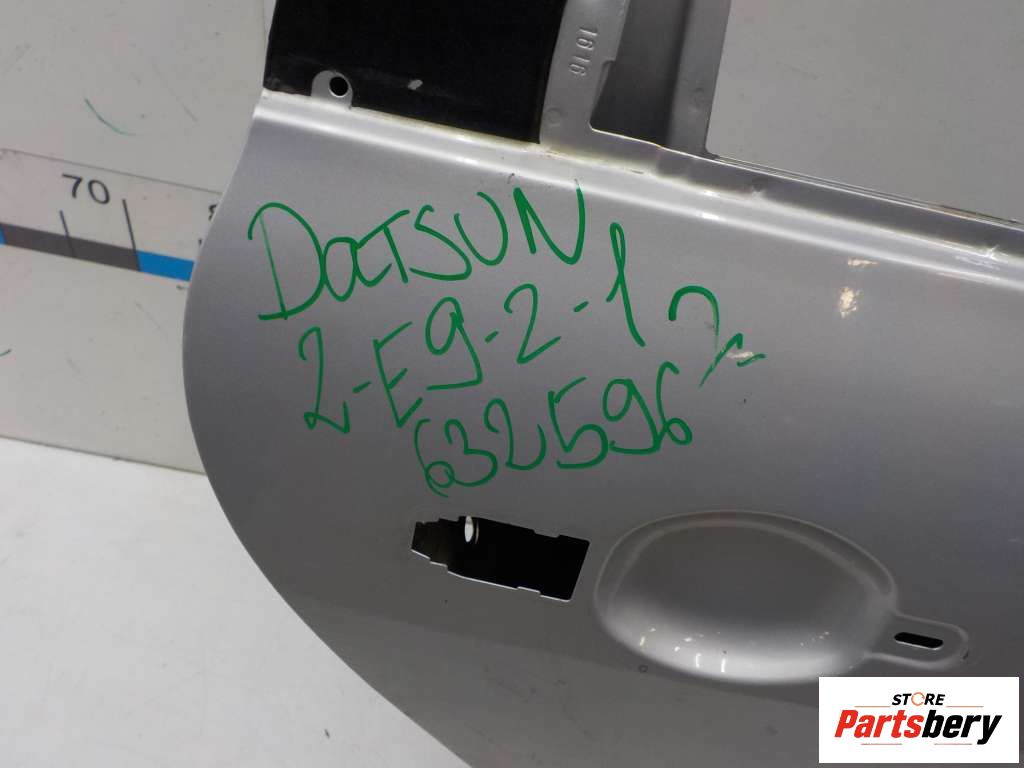 1616
70
DATSUN
2-E9-2-1
632596
STORE
Partsbery